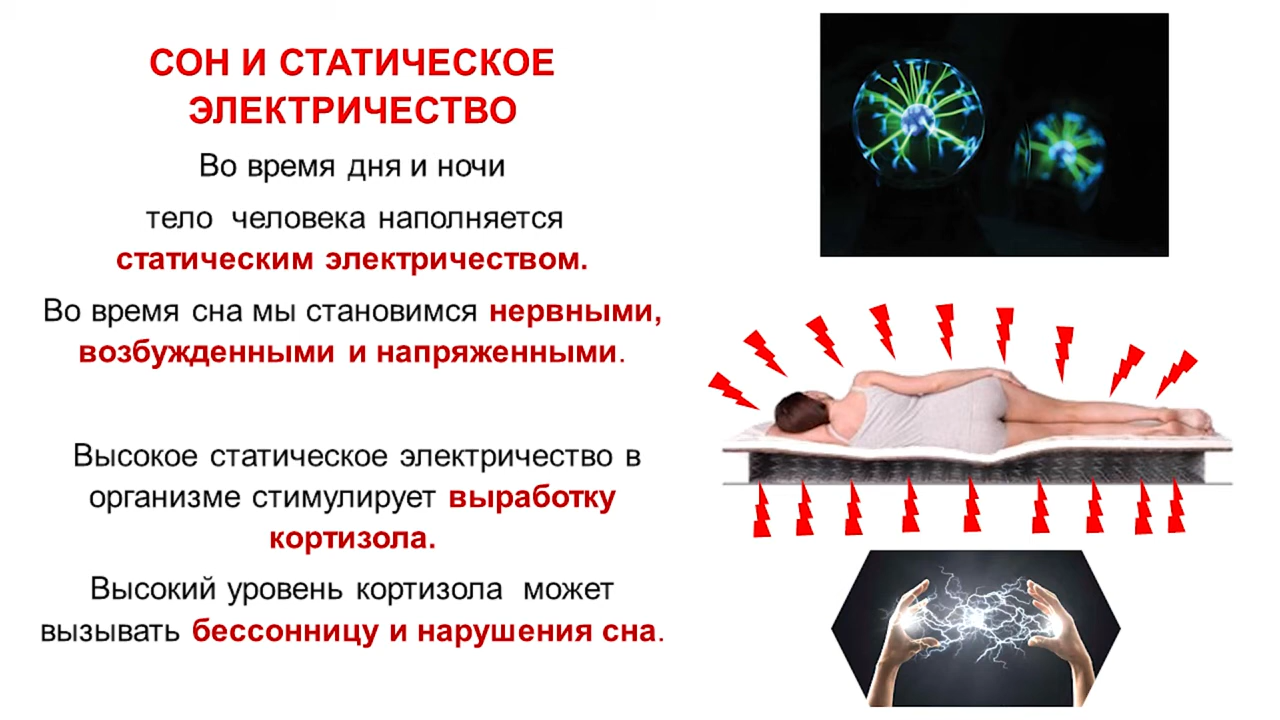 СОН И СТАТИЧЕСКОЕ
ЭЛЕКТРИЧЕСТВО
Во время дня и ночи
тело человека наполняется
статическим электричеством.
Во время сна мы становимся нервными,
возбужденными и напряженными.
Высокое статическое электричество в
организме стимулирует выработку
кортизола.
Высокий уровень кортизола может
вызывать бессонницу и нарушения сна.